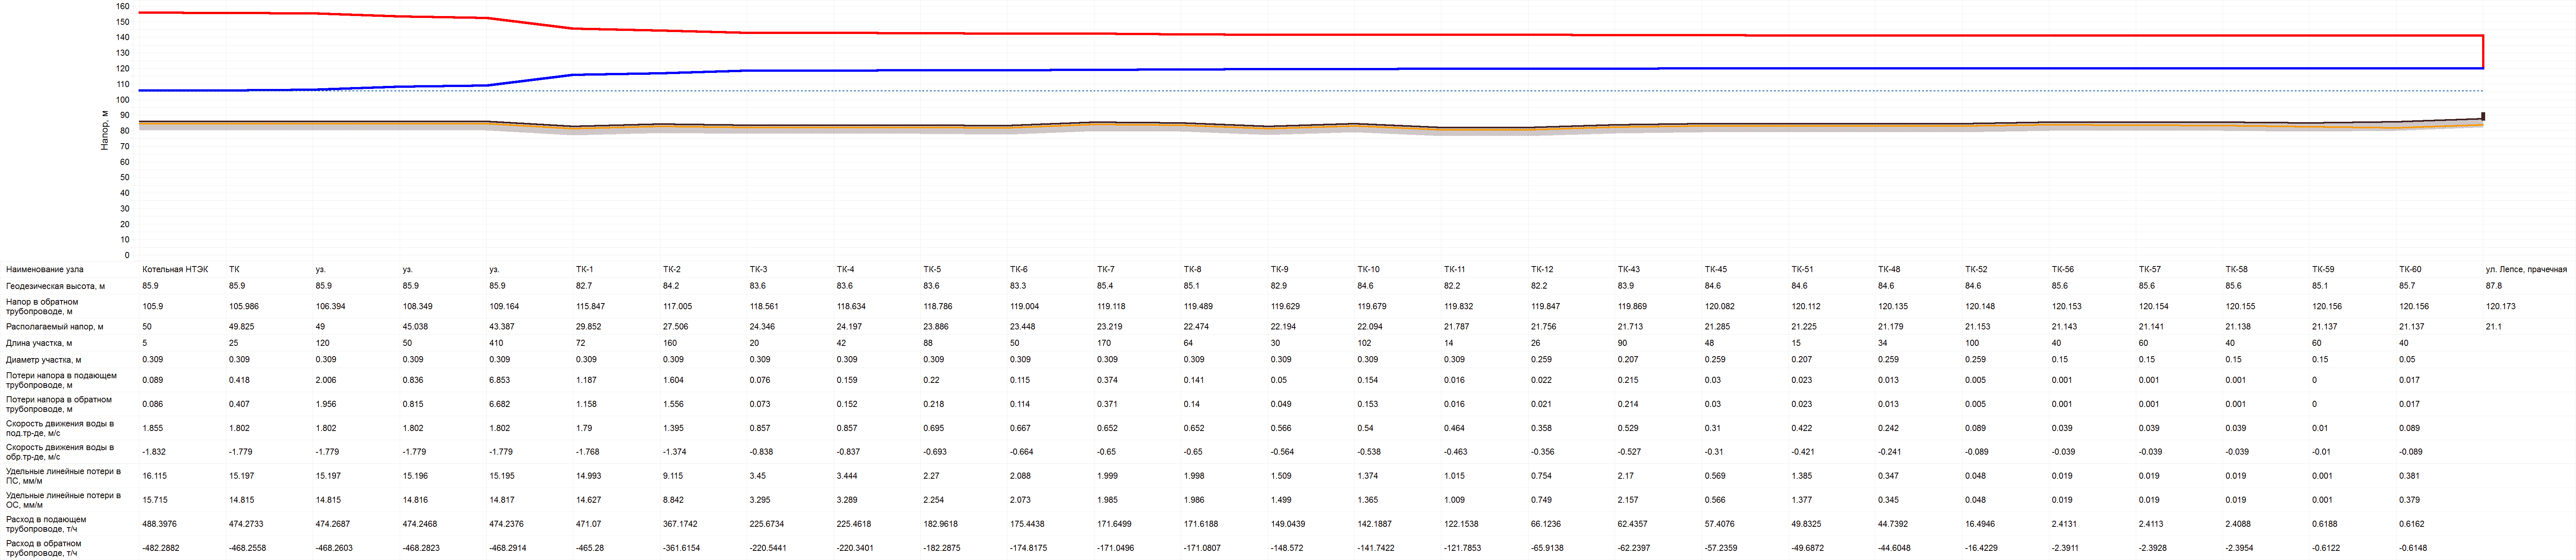 160
150
140
130
120
110
100
90
80
70
60
50
40
30
20
10
0
Напор, м
Наименование узла Котельная НТЭК ТК уз. уз. уз. ТК-1 ТК-2 ТК-3 ТК-4 ТК-5 ТК-6 ТК-7 ТК-8 ТК-9 ТК-10 ТК-11 ТК-12 ТК-43 ТК-45 ТК-51 ТК-48 ТК-52 ТК-56 ТК-57 ТК-58 ТК-59 ТК-60 ул. Лепсе, прачечная
Геодезическая высота, м 85.9 85.9 85.9 85.9 85.9 82.7 84.2 83.6 83.6 83.6 83.3 85.4 85.1 82.9 84.6 82.2 82.2 83.9 84.6 84.6 84.6 84.6 85.6 85.6 85.6 85.1 85.7 87.8
Напор в обратном
трубопроводе, м 105.9 105.986 106.394 108.349 109.164 115.847 117.005 118.561 118.634 118.786 119.004 119.118 119.489 119.629 119.679 119.832 119.847 119.869 120.082 120.112 120.135 120.148 120.153 120.154 120.155 120.156 120.156 120.173
Располагаемый напор, м 50 49.825 49 45.038 43.387 29.852 27.506 24.346 24.197 23.886 23.448 23.219 22.474 22.194 22.094 21.787 21.756 21.713 21.285 21.225 21.179 21.153 21.143 21.141 21.138 21.137 21.137 21.1
Длина участка, м 5 25 120 50 410 72 160 20 42 88 50 170 64 30 102 14 26 90 48 15 34 100 40 60 40 60 40
Диаметр участка, м 0.309 0.309 0.309 0.309 0.309 0.309 0.309 0.309 0.309 0.309 0.309 0.309 0.309 0.309 0.309 0.309 0.259 0.207 0.259 0.207 0.259 0.259 0.15 0.15 0.15 0.15 0.05
Потери напора в подающем
трубопроводе, м 0.089 0.418 2.006 0.836 6.853 1.187 1.604 0.076 0.159 0.22 0.115 0.374 0.141 0.05 0.154 0.016 0.022 0.215 0.03 0.023 0.013 0.005 0.001 0.001 0.001 0 0.017
Потери напора в обратном
трубопроводе, м 0.086 0.407 1.956 0.815 6.682 1.158 1.556 0.073 0.152 0.218 0.114 0.371 0.14 0.049 0.153 0.016 0.021 0.214 0.03 0.023 0.013 0.005 0.001 0.001 0.001 0 0.017
Скорость движения воды в
под.тр-де, м/с 1.855 1.802 1.802 1.802 1.802 1.79 1.395 0.857 0.857 0.695 0.667 0.652 0.652 0.566 0.54 0.464 0.358 0.529 0.31 0.422 0.242 0.089 0.039 0.039 0.039 0.01 0.089
Скорость движения воды в
обр.тр-де, м/с -1.832 -1.779 -1.779 -1.779 -1.779 -1.768 -1.374 -0.838 -0.837 -0.693 -0.664 -0.65 -0.65 -0.564 -0.538 -0.463 -0.356 -0.527 -0.31 -0.421 -0.241 -0.089 -0.039 -0.039 -0.039 -0.01 -0.089
Удельные линейные потери в
ПС, мм/м 16.115 15.197 15.197 15.196 15.195 14.993 9.115 3.45 3.444 2.27 2.088 1.999 1.998 1.509 1.374 1.015 0.754 2.17 0.569 1.385 0.347 0.048 0.019 0.019 0.019 0.001 0.381
Удельные линейные потери в
ОС, мм/м 15.715 14.815 14.815 14.816 14.817 14.627 8.842 3.295 3.289 2.254 2.073 1.985 1.986 1.499 1.365 1.009 0.749 2.157 0.566 1.377 0.345 0.048 0.019 0.019 0.019 0.001 0.379
Расход в подающем
трубопроводе, т/ч 488.3976 474.2733 474.2687 474.2468 474.2376 471.07 367.1742 225.6734 225.4618 182.9618 175.4438 171.6499 171.6188 149.0439 142.1887 122.1538 66.1236 62.4357 57.4076 49.8325 44.7392 16.4946 2.4131 2.4113 2.4088 0.6188 0.6162
Расход в обратном
трубопроводе, т/ч -482.2882 -468.2558 -468.2603 -468.2823 -468.2914 -465.28 -361.6154 -220.5441 -220.3401 -182.2875 -174.8175 -171.0496 -171.0807 -148.572 -141.7422 -121.7853 -65.9138 -62.2397 -57.2359 -49.6872 -44.6048 -16.4229 -2.3911 -2.3928 -2.3954 -0.6122 -0.6148